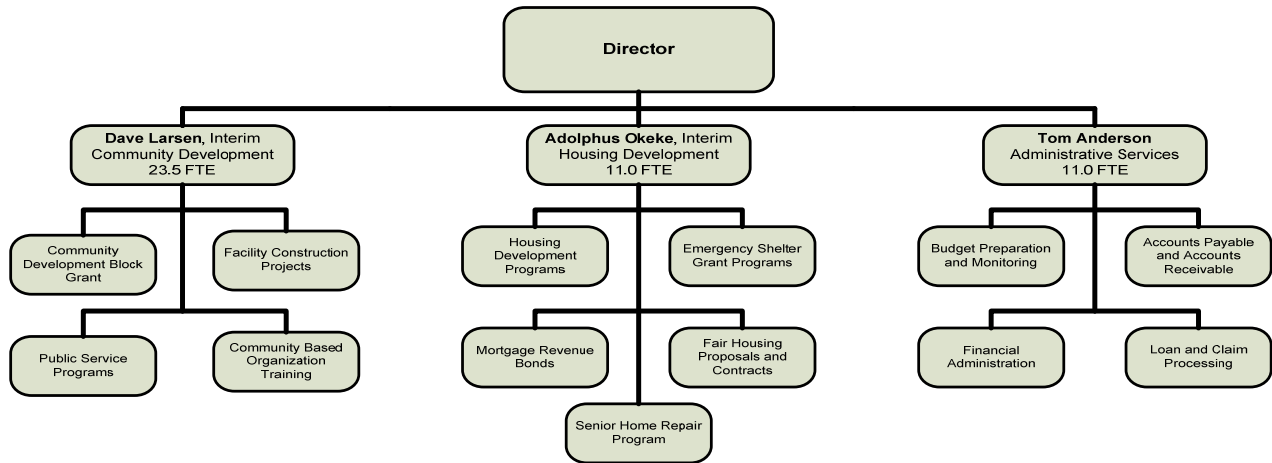 Director
Dave Larsen, Interim
Community Development
23.5 FTE
Adolphus Okeke, Interim
Housing Development
11.0 FTE
Tom Anderson
Administrative Services
11.0 FTE
Community
Development Block
Grant
Facility Construction
Projects
Public Service
Programs
Community Based
Organization
Training
Housing
Development
Programs
Emergency Shelter
Grant Programs
Mortgage Revenue
Bonds
Fair Housing
Proposals and
Contracts
Senior Home Repair
Program
Budget Preparation
and Monitoring
Accounts Payable
and Accounts
Receivable
Financial
Administration
Loan and Claim
Processing